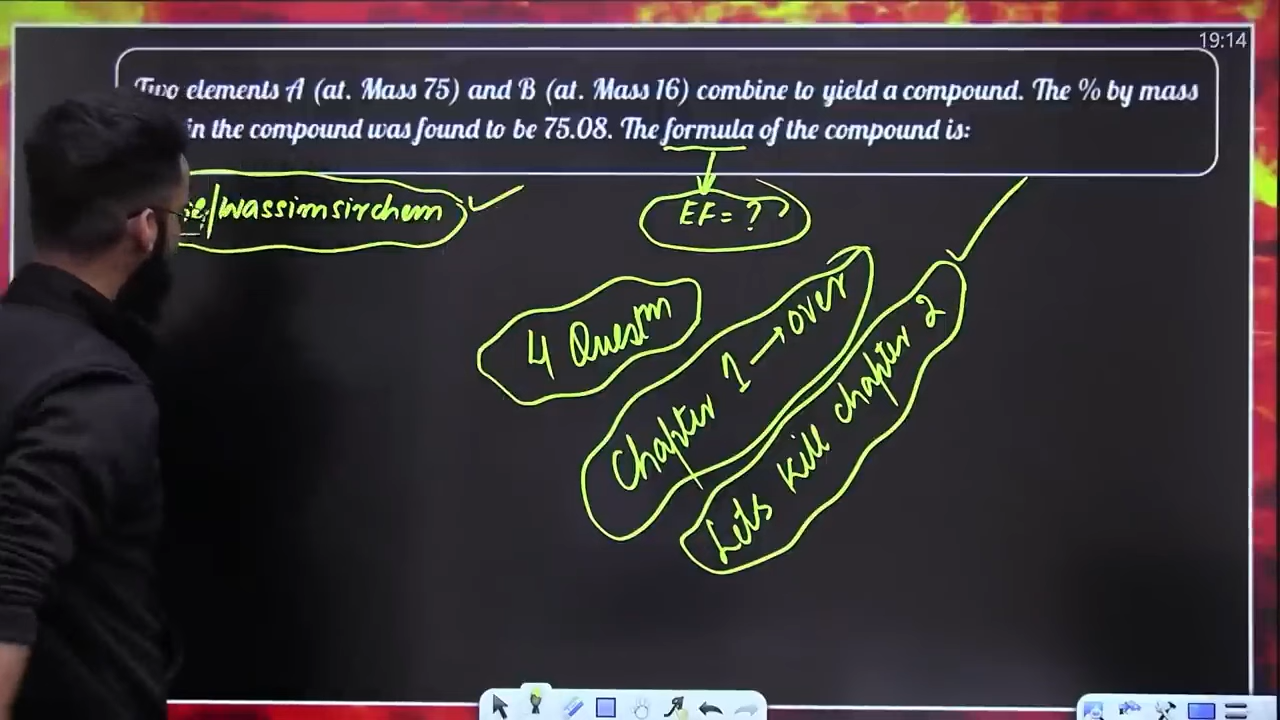 19:14
Two elements A (at. Mass 75) and B (at. Mass 16) combine to yield a compound. The % by mass
in the compound was found to be 75.08. The formula of the compound is:
/wassimsirchem
EF = ?
4 Questn
Chapter 1 → over
Lets kill chapter 2